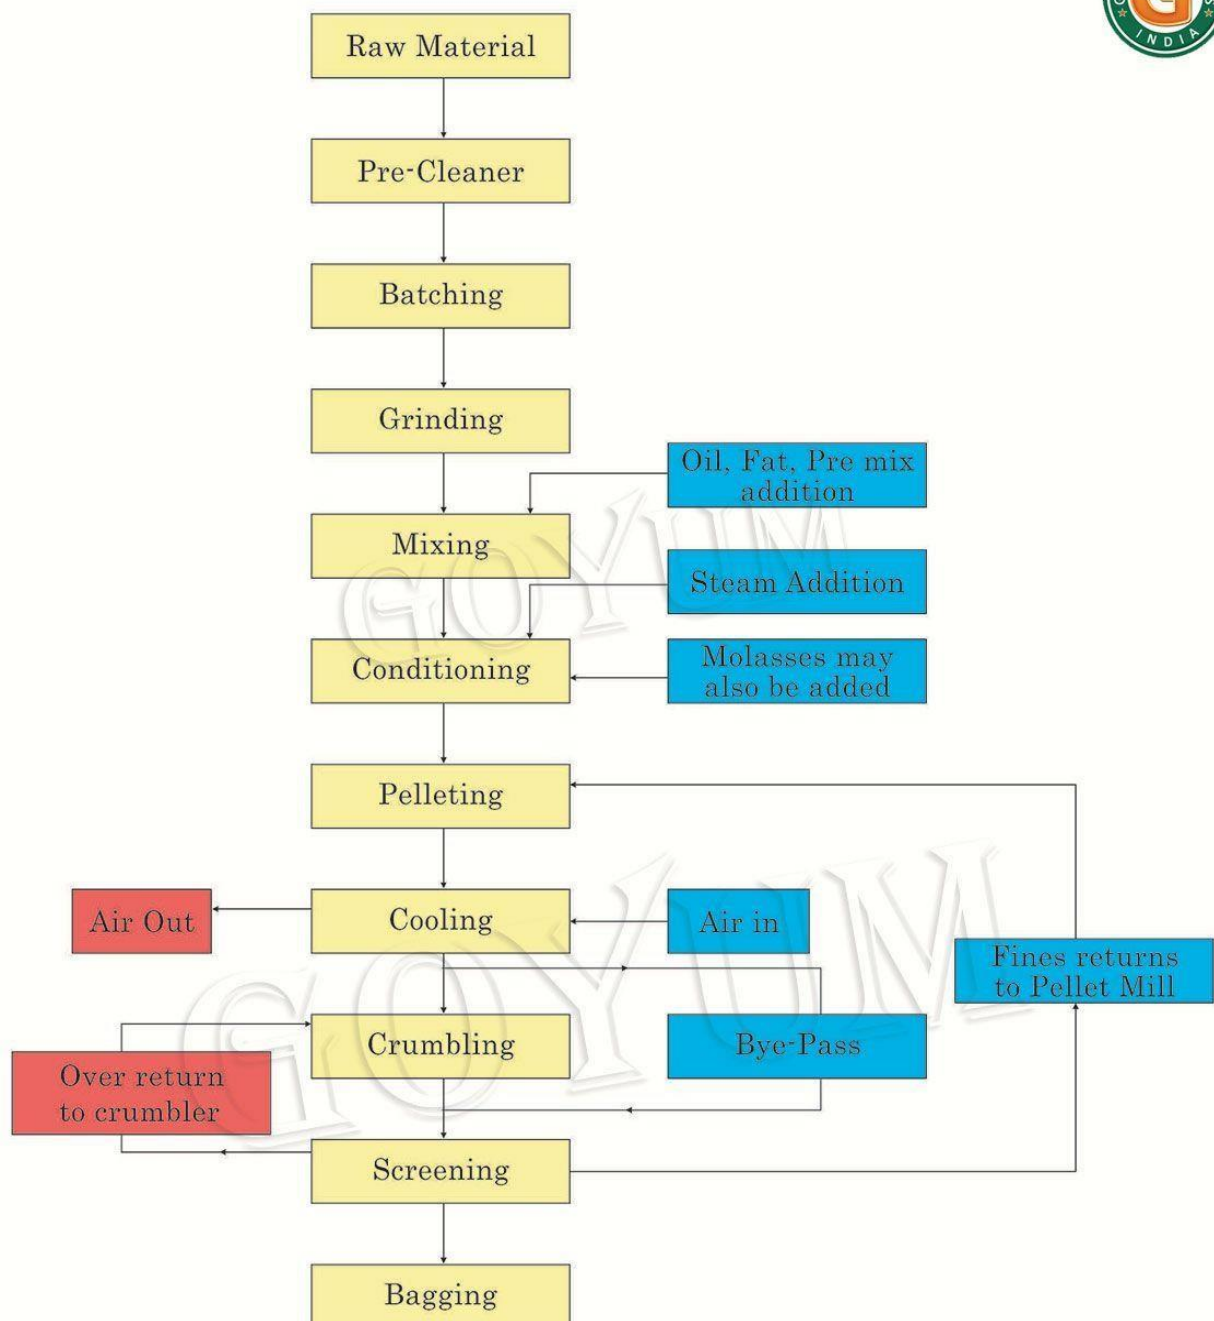 INDIA
Raw Material
Pre-Cleaner
Batching
Grinding
Oil, Fat, Pre mix
addition
Mixing
Steam Addition
GOYUM
Conditioning
Molasses may
also be added
Pelleting
Air Out
Cooling
Air in
Fines returns
to Pellet Mill
GOYUM
Crumbling
Bye-Pass
Over return
to crumbler
Screening
Bagging